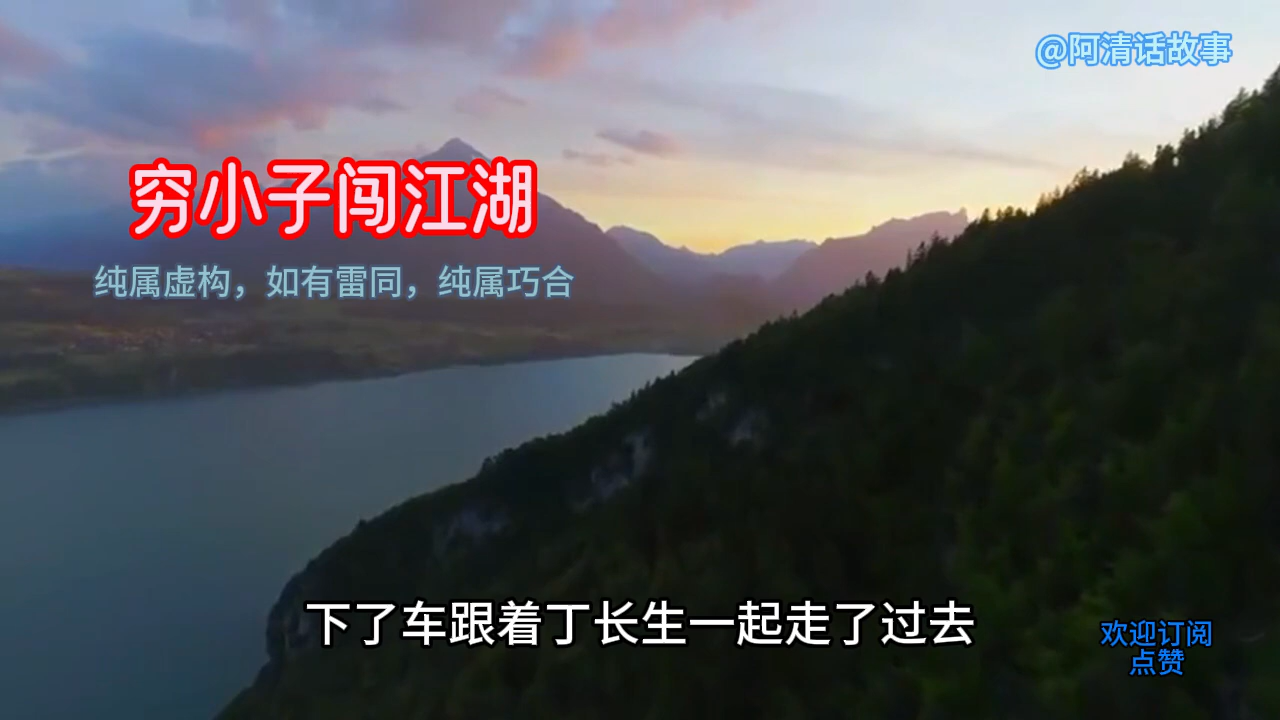 @阿清话故事
穷小子闯江湖
纯属虚构，如有雷同，纯属巧合
下了车跟着丁长生一起走了过去
欢迎订阅
点赞